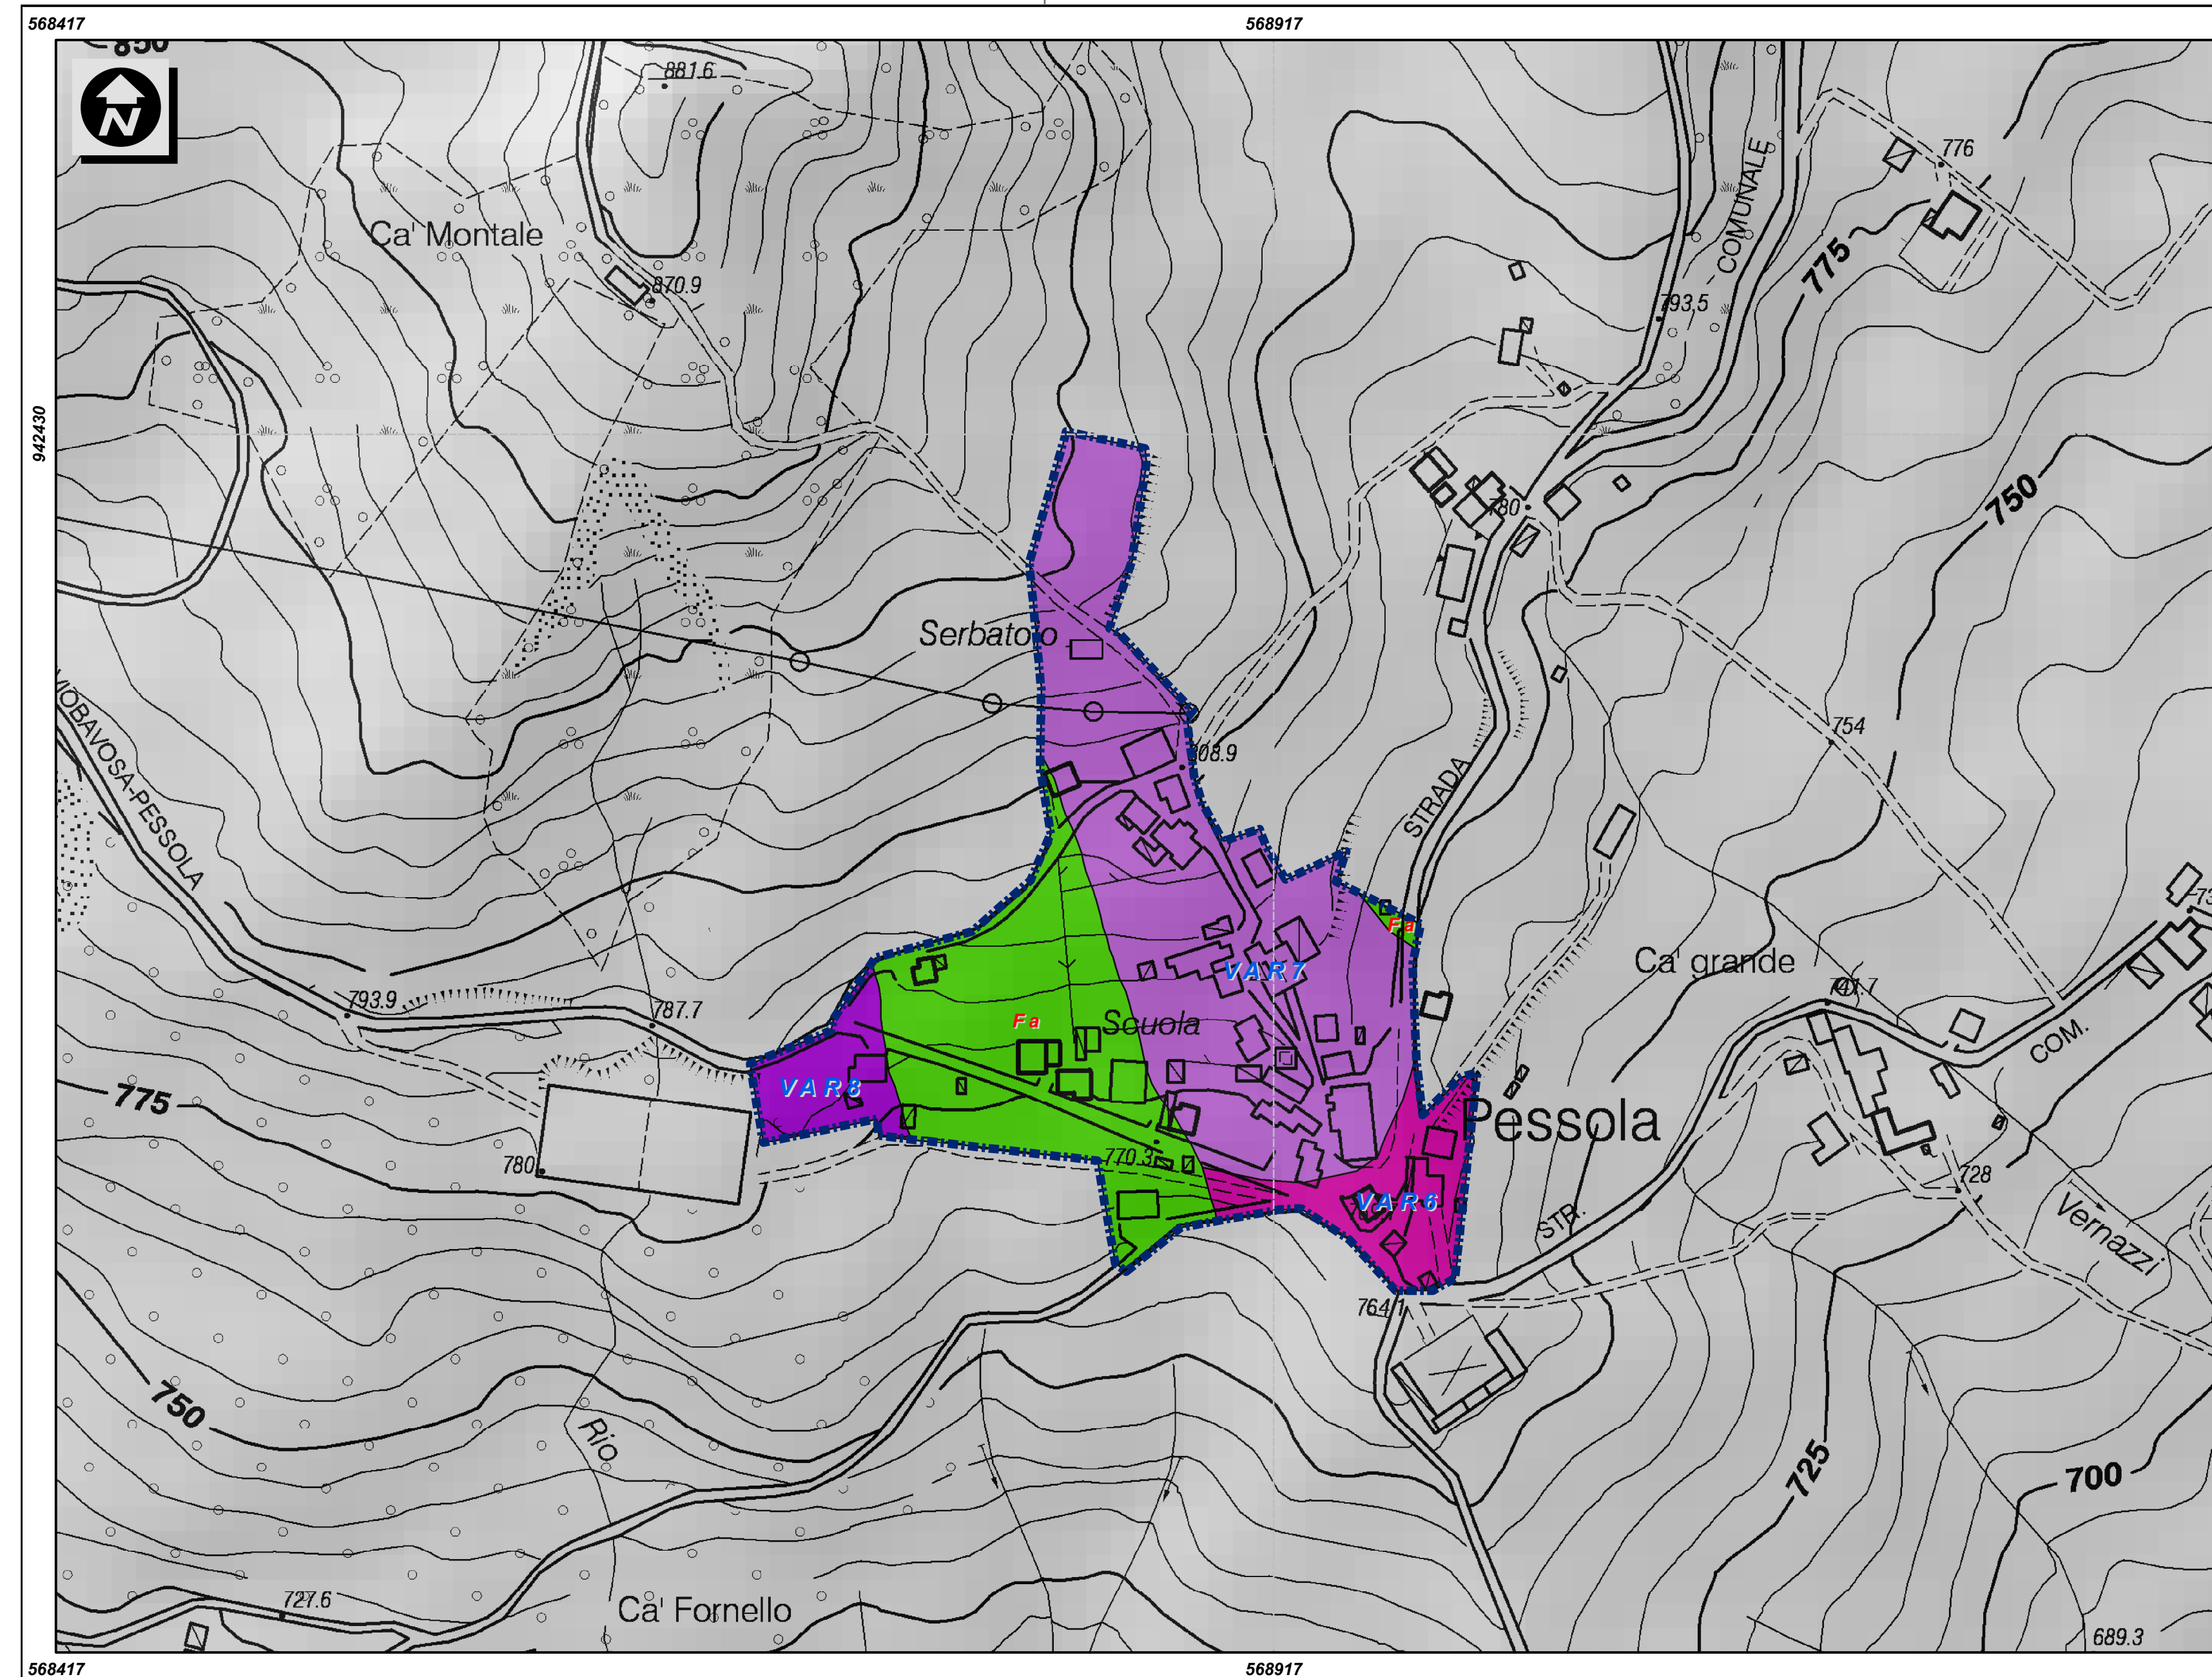 568417
568917
850
N
881.6
776
COMUNALE
Ca' Montale
775
870.9
793,5
942430
750
780
Serbatoio
754
808.9
VIOBAVOSA-PESSOLA
STRADA
Fa
VAR7
Ca' grande
741.7
793.9
787.7
Fa
Scuola
COM.
VAR8
775
Pessola
780
770.3
728
VAR6
STR.
Vernazzi
764,1
750
Rio
725
700
727.6
Ca' Fornello
689.3
568417
568917